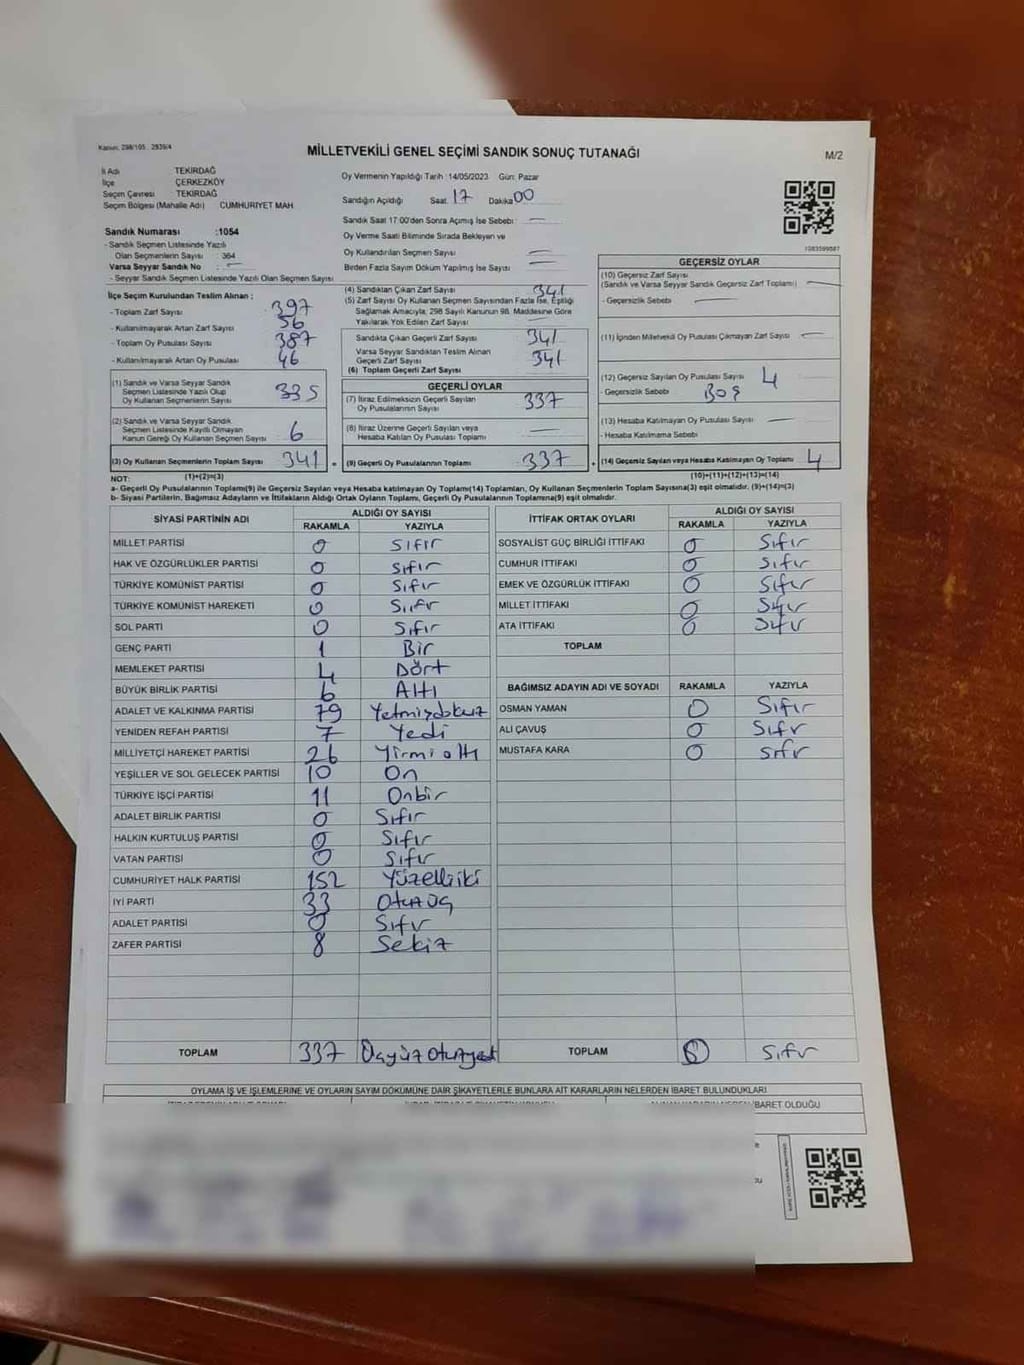 Kanun: 298/105, 2839/4
MİLLETVEKİLİ GENEL SEÇİMİ SANDIK SONUÇ TUTANAĞI
M/2
İl Adı : TEKİRDAĞ
İlçe : ÇERKEZKÖY
Seçim Çevresi : TEKİRDAĞ
Seçim Bölgesi (Mahalle Adı) CUMHURİYET MAH.
Sandık Numarası :1054
- Sandık Seçmen Listesinde Yazılı
Olan Seçmenlerin Sayısı : 364
Varsa Seyyar Sandık No : —
- Seyyar Sandık Seçmen Listesinde Yazılı Olan Seçmen Sayısı
Oy Vermenin Yapıldığı Tarih :14/05/2023 Gün: Pazar
Sandığın Açıldığı Saat: 17 Dakika 00
Sandık Saat 17:00'den Sonra Açılmış İse Sebebi : —
Oy Verme Saati Bitiminde Sırada Bekleyen ve
Oy Kullandırılan Seçmen Sayısı —
Birden Fazla Sayım Döküm Yapılmış İse Sayısı —
1083599687
İlçe Seçim Kurulundan Teslim Alınan :
- Toplam Zarf Sayısı 397
- Kullanılmayarak Artan Zarf Sayısı 56
- Toplam Oy Pusulası Sayısı 387
- Kullanılmayarak Artan Oy Pusulası 46
(1) Sandık ve Varsa Seyyar Sandık
Seçmen Listesinde Yazılı Olup
Oy Kullanan Seçmenlerin Sayısı 335
(2) Sandık ve Varsa Seyyar Sandık
Seçmen Listesinde Kayıtlı Olmayan
Kanun Gereği Oy Kullanan Seçmen Sayısı 6
(3) Oy Kullanan Seçmenlerin Toplam Sayısı 341
(4) Sandıktan Çıkan Zarf Sayısı 341
(5) Zarf Sayısı Oy Kullanan Seçmen Sayısından Fazla İse, Eşitliği
Sağlamak Amacıyla; 298 Sayılı Kanunun 98. Maddesine Göre
Yakılarak Yok Edilen Zarf Sayısı —
Sandıkta Çıkan Geçerli Zarf Sayısı 341
Varsa Seyyar Sandıktan Teslim Alınan
Geçerli Zarf Sayısı
(6) Toplam Geçerli Zarf Sayısı 341
GEÇERLİ OYLAR
(7) İtiraz Edilmeksizin Geçerli Sayılan
Oy Pusulalarının Sayısı 337
(8) İtiraz Üzerine Geçerli Sayılan veya
Hesaba Katılan Oy Pusulası Toplamı —
(9) Geçerli Oy Pusulalarının Toplamı 337
GEÇERSİZ OYLAR
(10) Geçersiz Zarf Sayısı
(Sandık ve Varsa Seyyar Sandık Geçersiz Zarf Toplamı) —
- Geçersizlik Sebebi —
(11) İçinden Milletvekili Oy Pusulası Çıkmayan Zarf Sayısı —
(12) Geçersiz Sayılan Oy Pusulası Sayısı 4
- Geçersizlik Sebebi Boş
(13) Hesaba Katılmayan Oy Pusulası Sayısı —
- Hesaba Katılmama Sebebi
(14) Geçersiz Sayılan veya Hesaba Katılmayan Oy Toplamı 4
NOT: (1)+(2)=(3) (10)+(11)+(12)+(13)=(14)
a- Geçerli Oy Pusulalarının Toplamı(9) ile Geçersiz Sayılan veya Hesaba katılmayan Oy Toplamı(14) Toplamları, Oy Kullanan Seçmenlerin Toplam Sayısına(3) eşit olmalıdır. (9)+(14)=(3)
b- Siyasi Partilerin, Bağımsız Adayların ve İttifakların Aldığı Ortak Oyların Toplamı, Geçerli Oy Pusulalarının Toplamına(9) eşit olmalıdır.
SİYASİ PARTİNİN ADI ALDIĞI OY SAYISI
RAKAMLA YAZIYLA
MİLLET PARTİSİ 0 Sıfır
HAK VE ÖZGÜRLÜKLER PARTİSİ 0 Sıfır
TÜRKİYE KOMÜNİST PARTİSİ 0 Sıfır
TÜRKİYE KOMÜNİST HAREKETİ 0 Sıfır
SOL PARTİ 0 Sıfır
GENÇ PARTİ 1 Bir
MEMLEKET PARTİSİ 4 Dört
BÜYÜK BİRLİK PARTİSİ 6 Altı
ADALET VE KALKINMA PARTİSİ 79 Yetmişdokuz
YENİDEN REFAH PARTİSİ 7 Yedi
MİLLİYETÇİ HAREKET PARTİSİ 26 Yirmi altı
YEŞİLLER VE SOL GELECEK PARTİSİ 10 On
TÜRKİYE İŞÇİ PARTİSİ 11 Onbir
ADALET BİRLİK PARTİSİ 0 Sıfır
HALKIN KURTULUŞ PARTİSİ 0 Sıfır
VATAN PARTİSİ 0 Sıfır
CUMHURİYET HALK PARTİSİ 152 Yüzelliiki
İYİ PARTİ 33 Otuzüç
ADALET PARTİSİ 0 Sıfır
ZAFER PARTİSİ 8 Sekiz
TOPLAM 337 Üçyüz Otuzyedi
İTTİFAK ORTAK OYLARI ALDIĞI OY SAYISI
RAKAMLA YAZIYLA
SOSYALİST GÜÇ BİRLİĞİ İTTİFAKI 0 Sıfır
CUMHUR İTTİFAKI 0 Sıfır
EMEK VE ÖZGÜRLÜK İTTİFAKI 0 Sıfır
MİLLET İTTİFAKI 0 Sıfır
ATA İTTİFAKI 0 Sıfır
TOPLAM
BAĞIMSIZ ADAYIN ADI VE SOYADI RAKAMLA YAZIYLA
OSMAN YAMAN 0 Sıfır
ALİ ÇAVUŞ 0 Sıfır
MUSTAFA KARA 0 Sıfır
TOPLAM 0 Sıfır
OYLAMA İŞ VE İŞLEMLERİNE VE OYLARIN SAYIM DÖKÜMÜNE DAİR ŞİKAYETLERLE BUNLARA AİT KARARLARIN NELERDEN İBARET BULUNDUKLARI
İBARET OLDUĞU